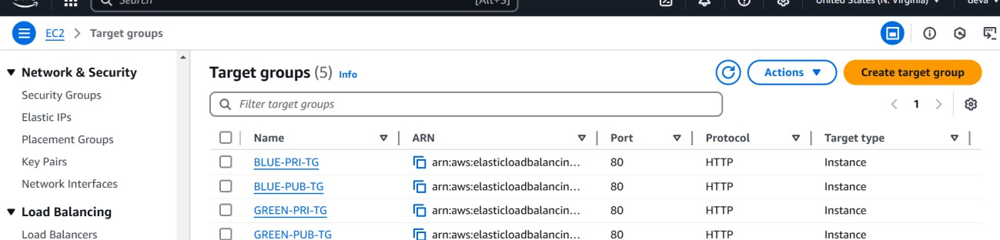 Search [Alt+S] United States (N. Virginia) deva
EC2 > Target groups
Network & Security
Security Groups
Elastic IPs
Placement Groups
Key Pairs
Network Interfaces
Load Balancing
Load Balancers
Target groups (5) Info
Actions
Create target group
Filter target groups
1
Name ARN Port Protocol Target type
BLUE-PRI-TG arn:aws:elasticloadbalancin... 80 HTTP Instance
BLUE-PUB-TG arn:aws:elasticloadbalancin... 80 HTTP Instance
GREEN-PRI-TG arn:aws:elasticloadbalancin... 80 HTTP Instance
GREEN-PUB-TG arn:aws:elasticloadbalancin... 80 HTTP Instance